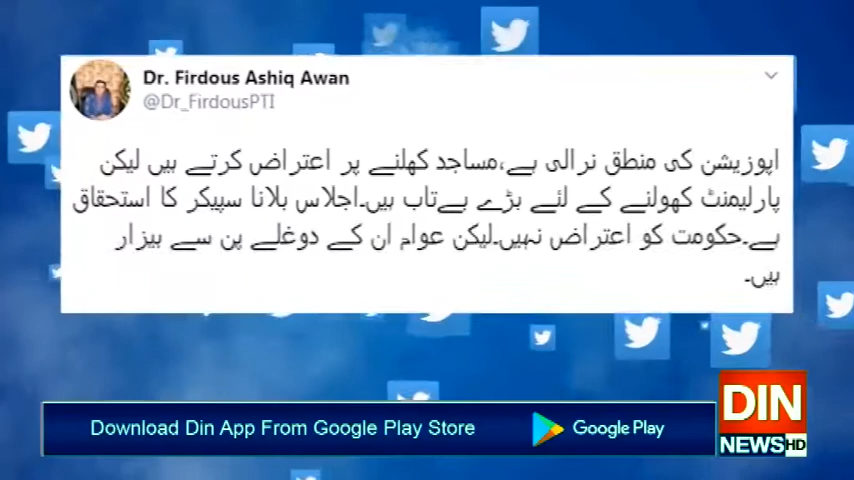 Dr. Firdous Ashiq Awan
@Dr_FirdousPTI
اپوزیشن کی منطق نرالی ہے،مساجد کھلنے پر اعتراض کرتے ہیں لیکن
پارلیمنٹ کھولنے کے لئے بڑے بےتاب ہیں۔اجلاس بلانا سپیکر کا استحقاق
ہے۔حکومت کو اعتراض نہیں۔لیکن عوام ان کے دوغلے پن سے بیزار
ہیں۔
Download Din App From Google Play Store
Google Play
DIN
NEWS HD